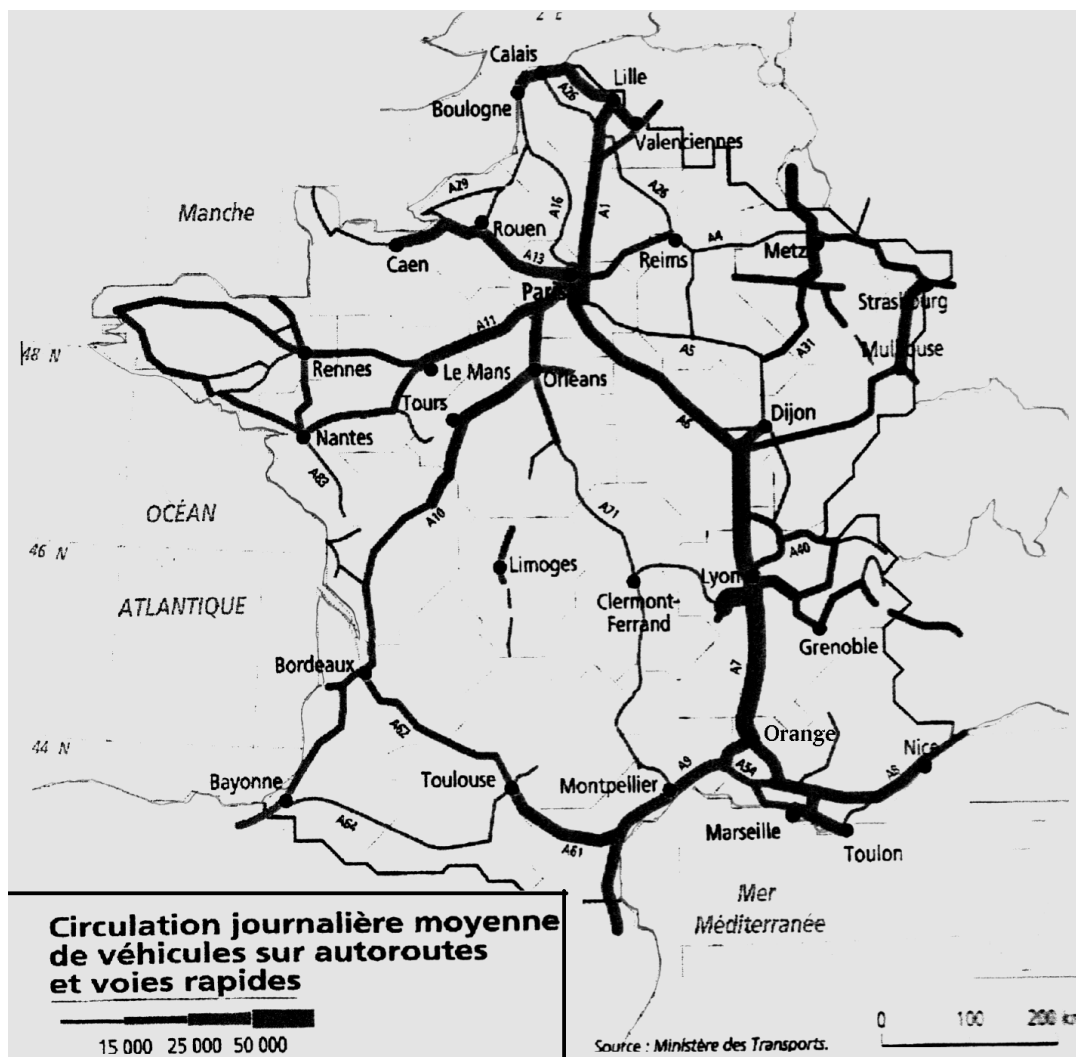 2 E
Calais
Lille
A26
Boulogne
Valenciennes
A29
A16
A1
A26
Manche
Rouen
Reims
A4
Metz
Caen
A13
Paris
Strasbourg
A11
A5
A31
Mulhouse
48 N
Rennes
Le Mans
Orléans
Tours
A6
Dijon
Nantes
A83
OCÉAN
A10
A71
46 N
Limoges
Lyon
A40
ATLANTIQUE
Clermont-
Ferrand
Grenoble
Bordeaux
A7
A62
Orange
44 N
Nice
Bayonne
Toulouse
Montpellier
A9
A54
A8
A64
A61
Marseille
Toulon
Mer
Méditerranée
Circulation journalière moyenne
de véhicules sur autoroutes
et voies rapides
15 000 25 000 50 000
Source : Ministère des Transports.
0 100 200 km